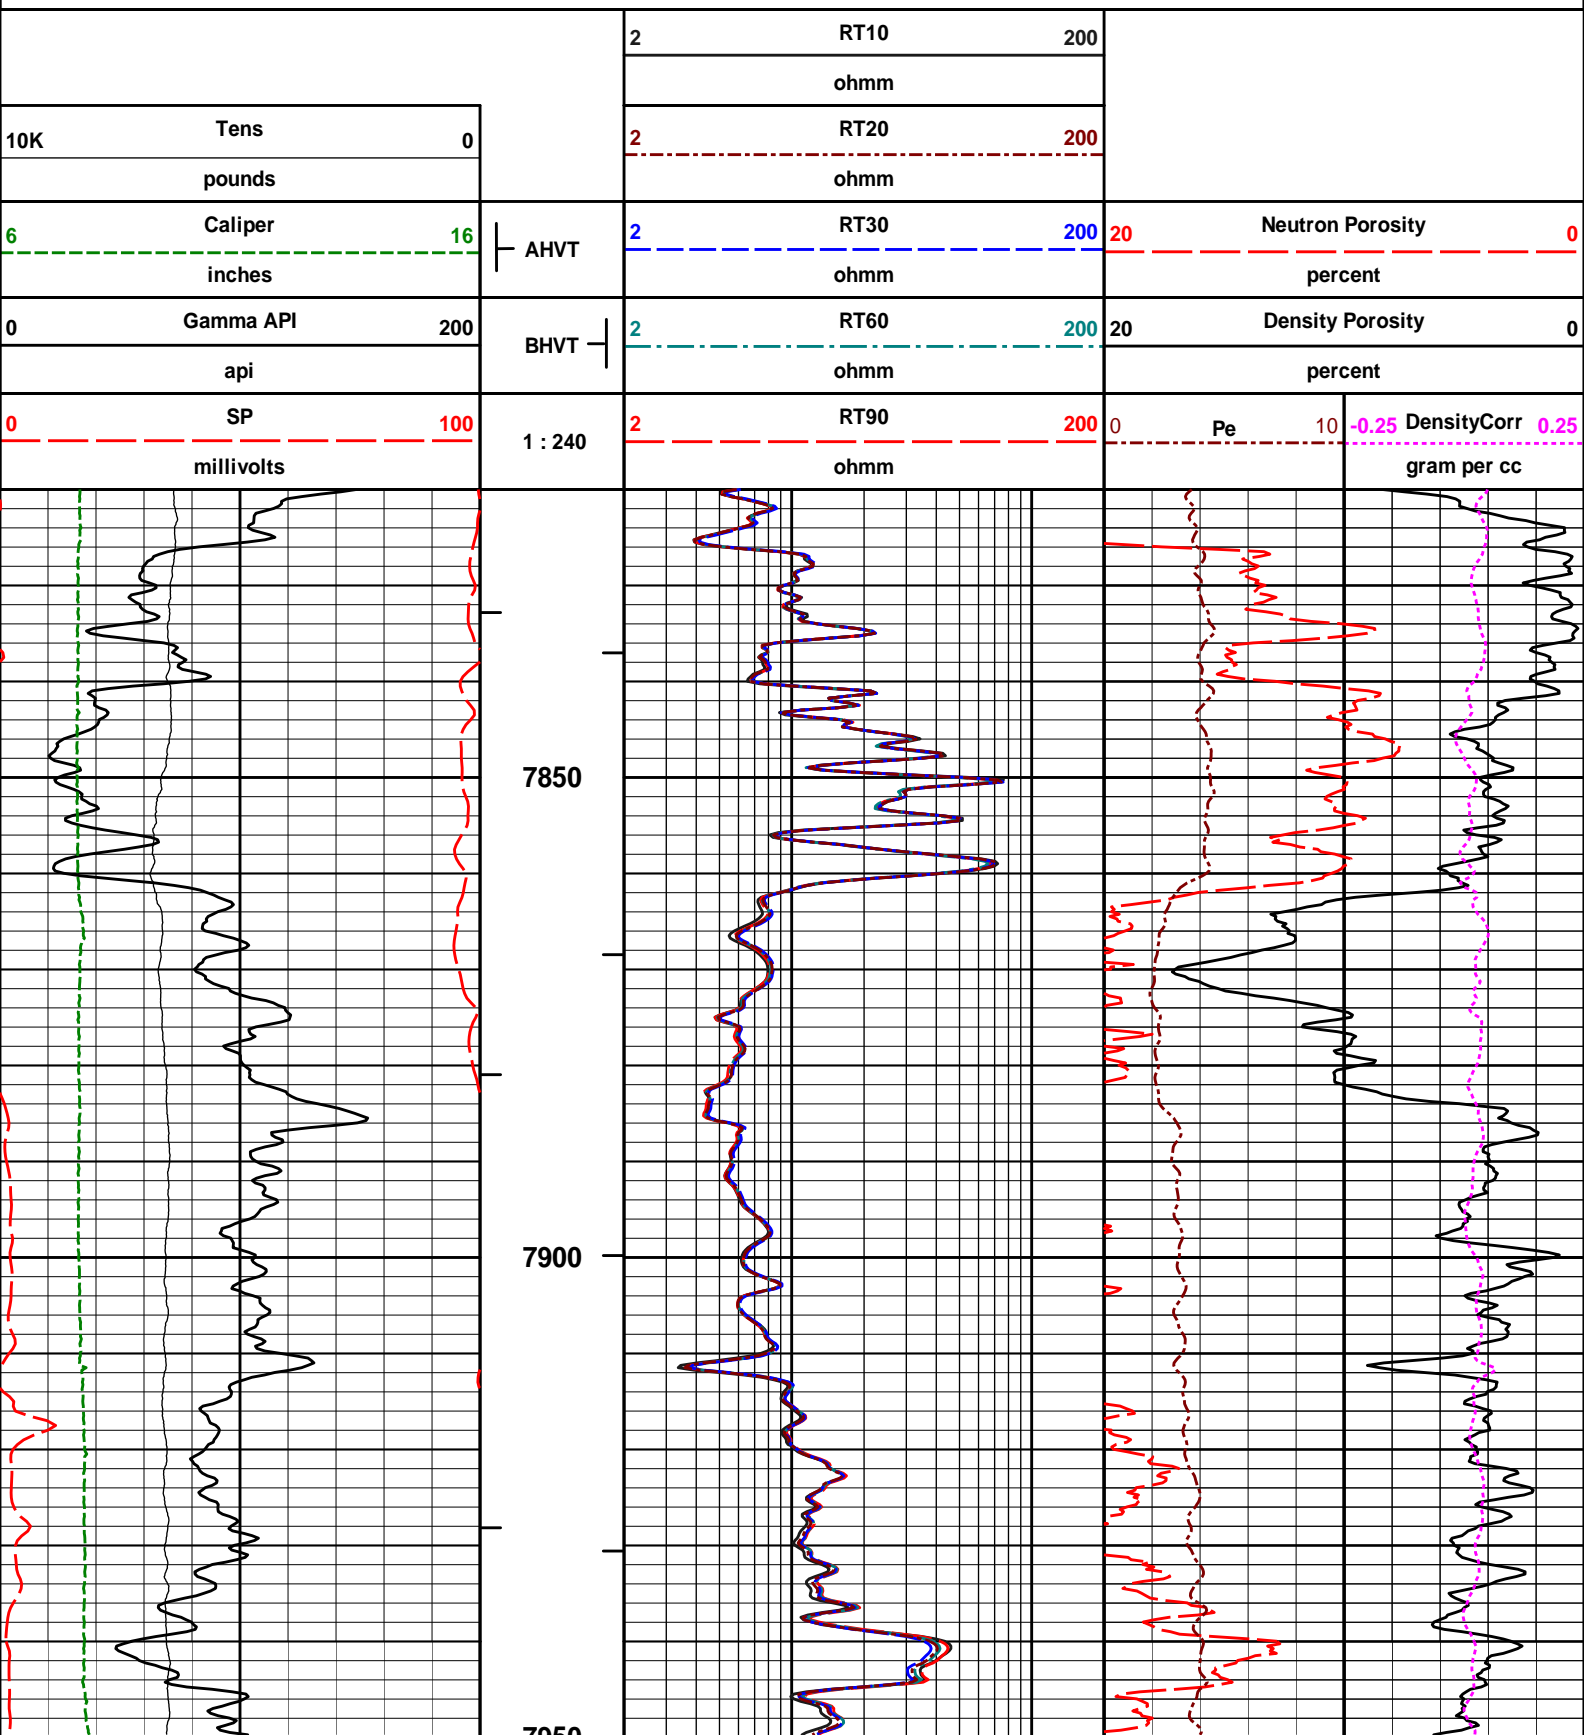 2 RT10 200
ohmm
10K Tens 0
pounds
2 RT20 200
ohmm
6 Caliper 16
inches
AHVT
2 RT30 200
ohmm
20 Neutron Porosity 0
percent
0 Gamma API 200
api
BHVT
2 RT60 200
ohmm
20 Density Porosity 0
percent
0 SP 100
millivolts
1 : 240
2 RT90 200
ohmm
0 Pe 10
-0.25 DensityCorr 0.25
gram per cc
7850
7900
7950